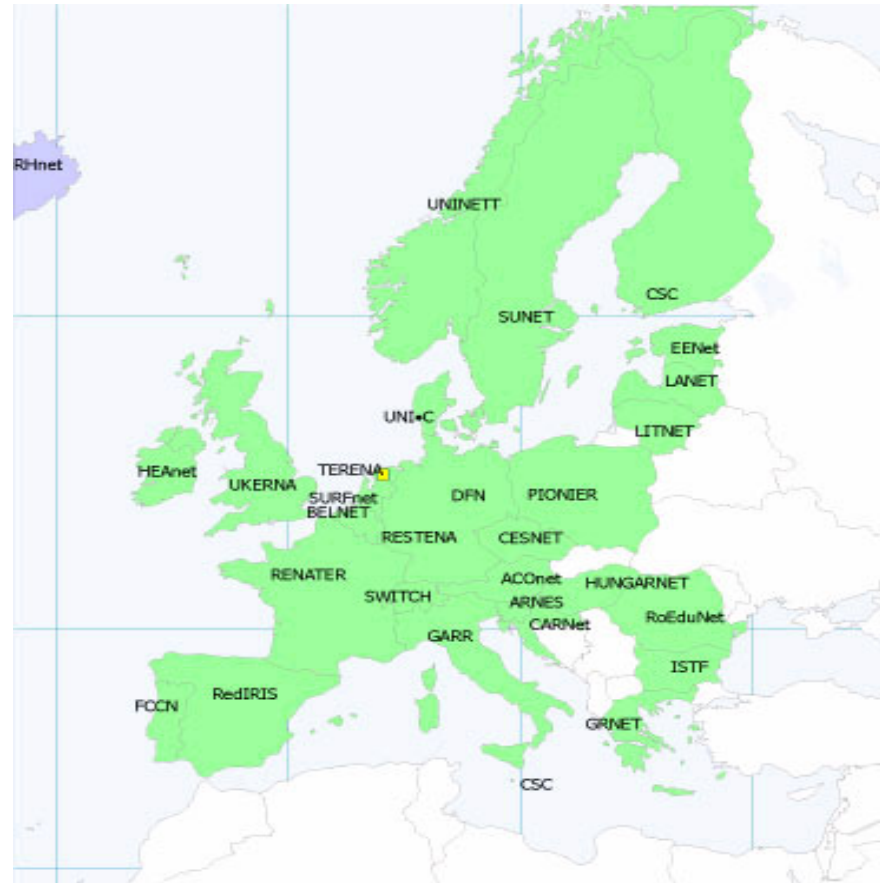 RHnet
UNINETT
CSC
SUNET
EENet
LANET
UNI•C
LITNET
HEAnet
TERENA
UKERNA
SURFnet
DFN
PIONIER
BELNET
RESTENA
CESNET
RENATER
ACOnet
HUNGARNET
SWITCH
ARNES
RoEduNet
CARNet
GARR
ISTF
RedIRIS
FCCN
GRNET
CSC